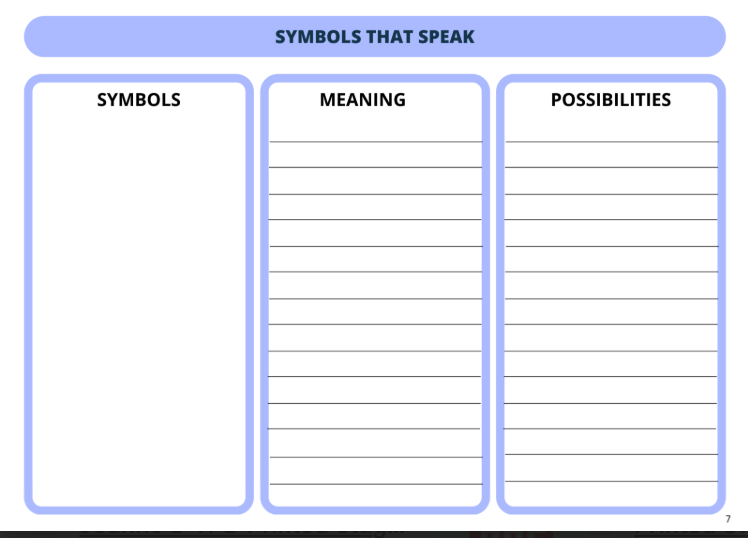 SYMBOLS THAT SPEAK
SYMBOLS
MEANING
POSSIBILITIES
7